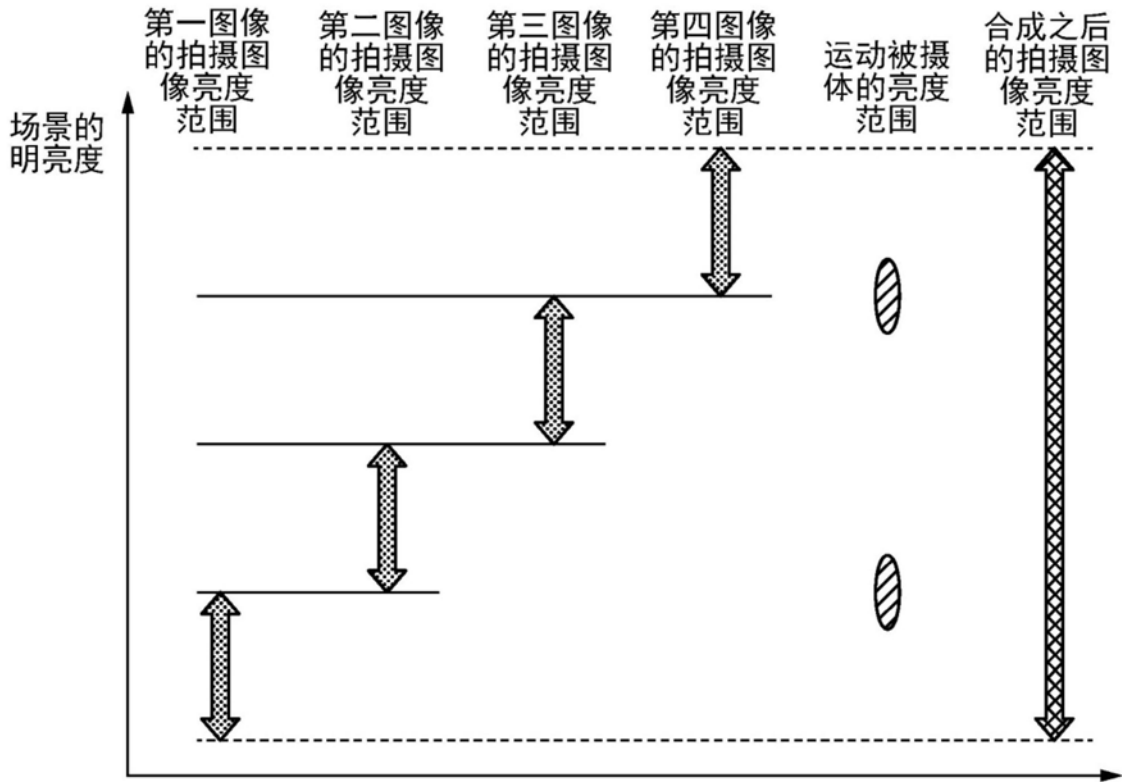 第一图像
的拍摄图
像亮度
范围
第二图像
的拍摄图
像亮度
范围
第三图像
的拍摄图
像亮度
范围
第四图像
的拍摄图
像亮度
范围
运动被摄
体的亮度
范围
合成之后
的拍摄图
像亮度
范围
场景的
明亮度